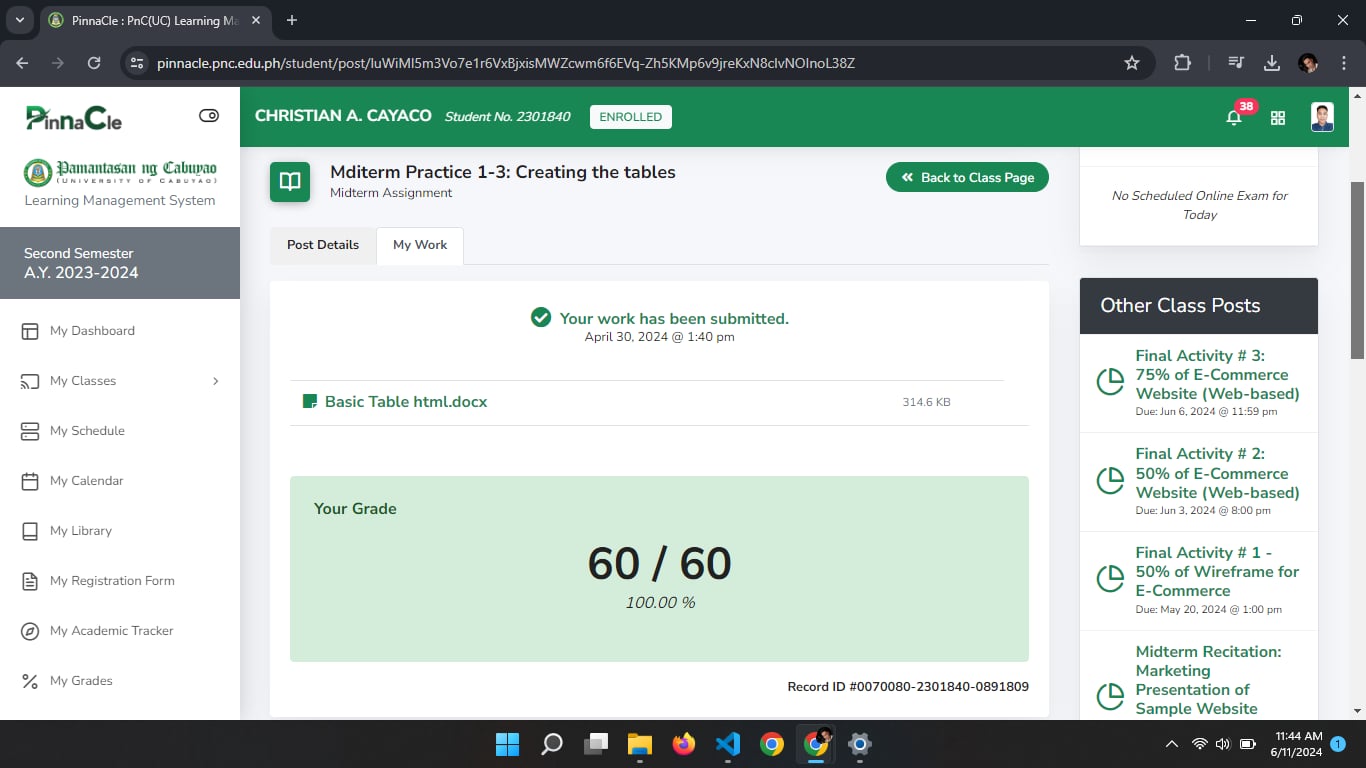 PinnaCle : PnC(UC) Learning Ma
pinnacle.pnc.edu.ph/student/post/
PinnaCle
Pamantasan ng Cabuyao
(UNIVERSITY OF CABUYAO)
Learning Management System
Second Semester
A.Y. 2023-2024
My Dashboard
My Classes
My Schedule
My Calendar
My Library
My Registration Form
My Academic Tracker
My Grades
CHRISTIAN A. CAYACO Student No. 2301840 ENROLLED
38
Mditerm Practice 1-3: Creating the tables
Midterm Assignment
Back to Class Page
Post Details My Work
Your work has been submitted.
April 30, 2024 @ 1:40 pm
Basic Table html.docx 314.6 KB
Your Grade
60 / 60
100.00 %
Record ID #0070080-2301840-0891809
No Scheduled Online Exam for
Today
Other Class Posts
Final Activity # 3:
75% of E-Commerce
Website (Web-based)
Due: Jun 6, 2024 @ 11:59 pm
Final Activity # 2:
50% of E-Commerce
Website (Web-based)
Due: Jun 3, 2024 @ 8:00 pm
Final Activity # 1 -
50% of Wireframe for
E-Commerce
Due: May 20, 2024 @ 1:00 pm
Midterm Recitation:
Marketing
Presentation of
Sample Website
11:44 AM
6/11/2024
1